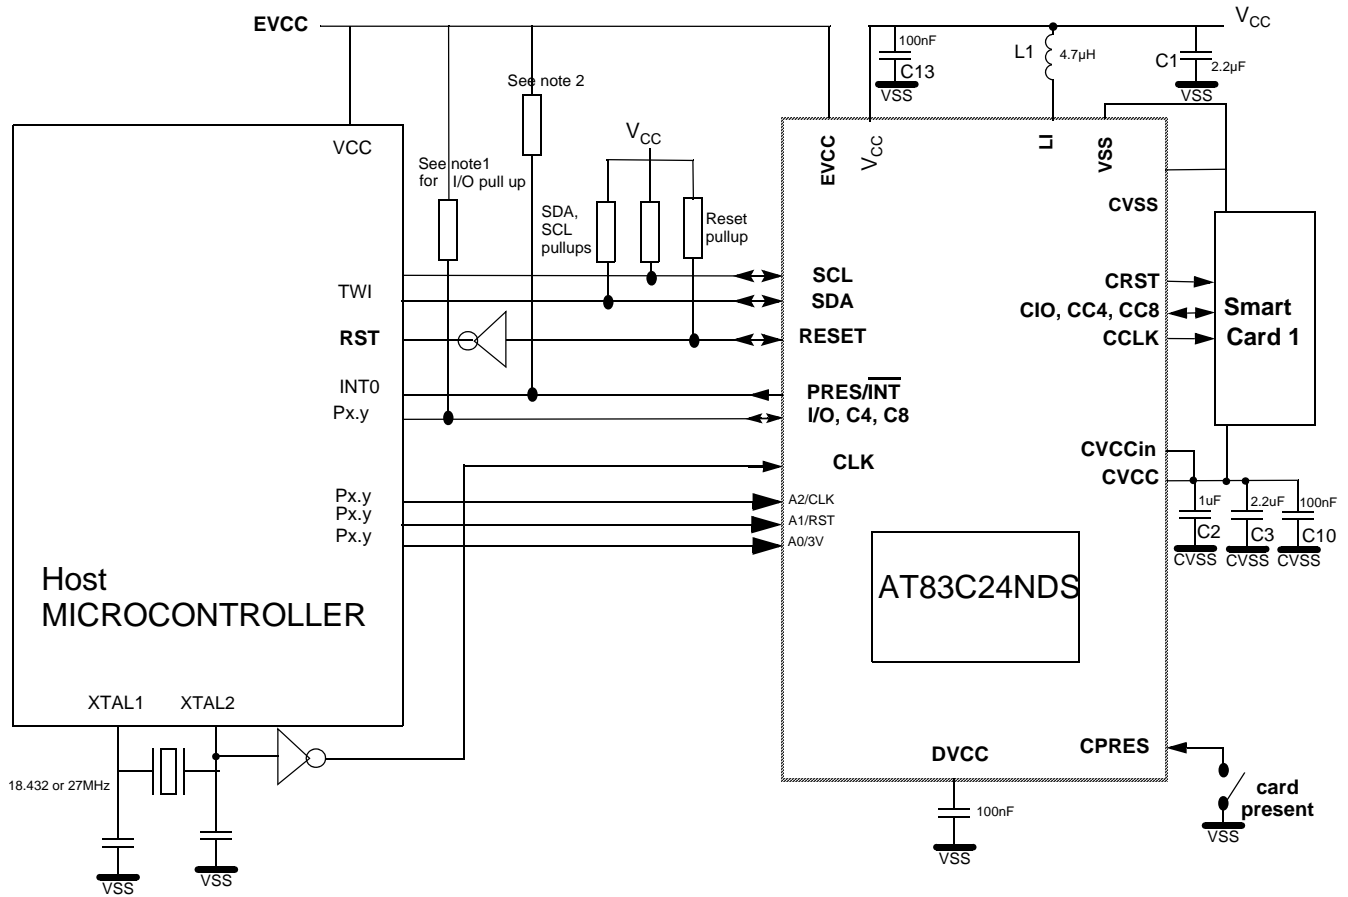 EVCC
VCC
100nF
C13
VSS
L1
4.7µH
C1
2.2µF
VSS
See note 2
VCC
VCC
See note1
for I/O pull up
SDA,
SCL
pullups
Reset
pullup
EVCC
VCC
LI
VSS
CVSS
TWI
RST
INT0
Px.y
SCL
SDA
RESET
PRES/INT
I/O, C4, C8
CLK
CRST
CIO, CC4, CC8
CCLK
Smart
Card 1
CVCCin
CVCC
Px.y
Px.y
Px.y
A2/CLK
A1/RST
A0/3V
1uF
C2
CVSS
2.2uF
C3
CVSS
100nF
C10
CVSS
Host
MICROCONTROLLER
AT83C24NDS
XTAL1
XTAL2
18.432 or 27MHz
VSS
VSS
DVCC
100nF
VSS
CPRES
card
present
VSS